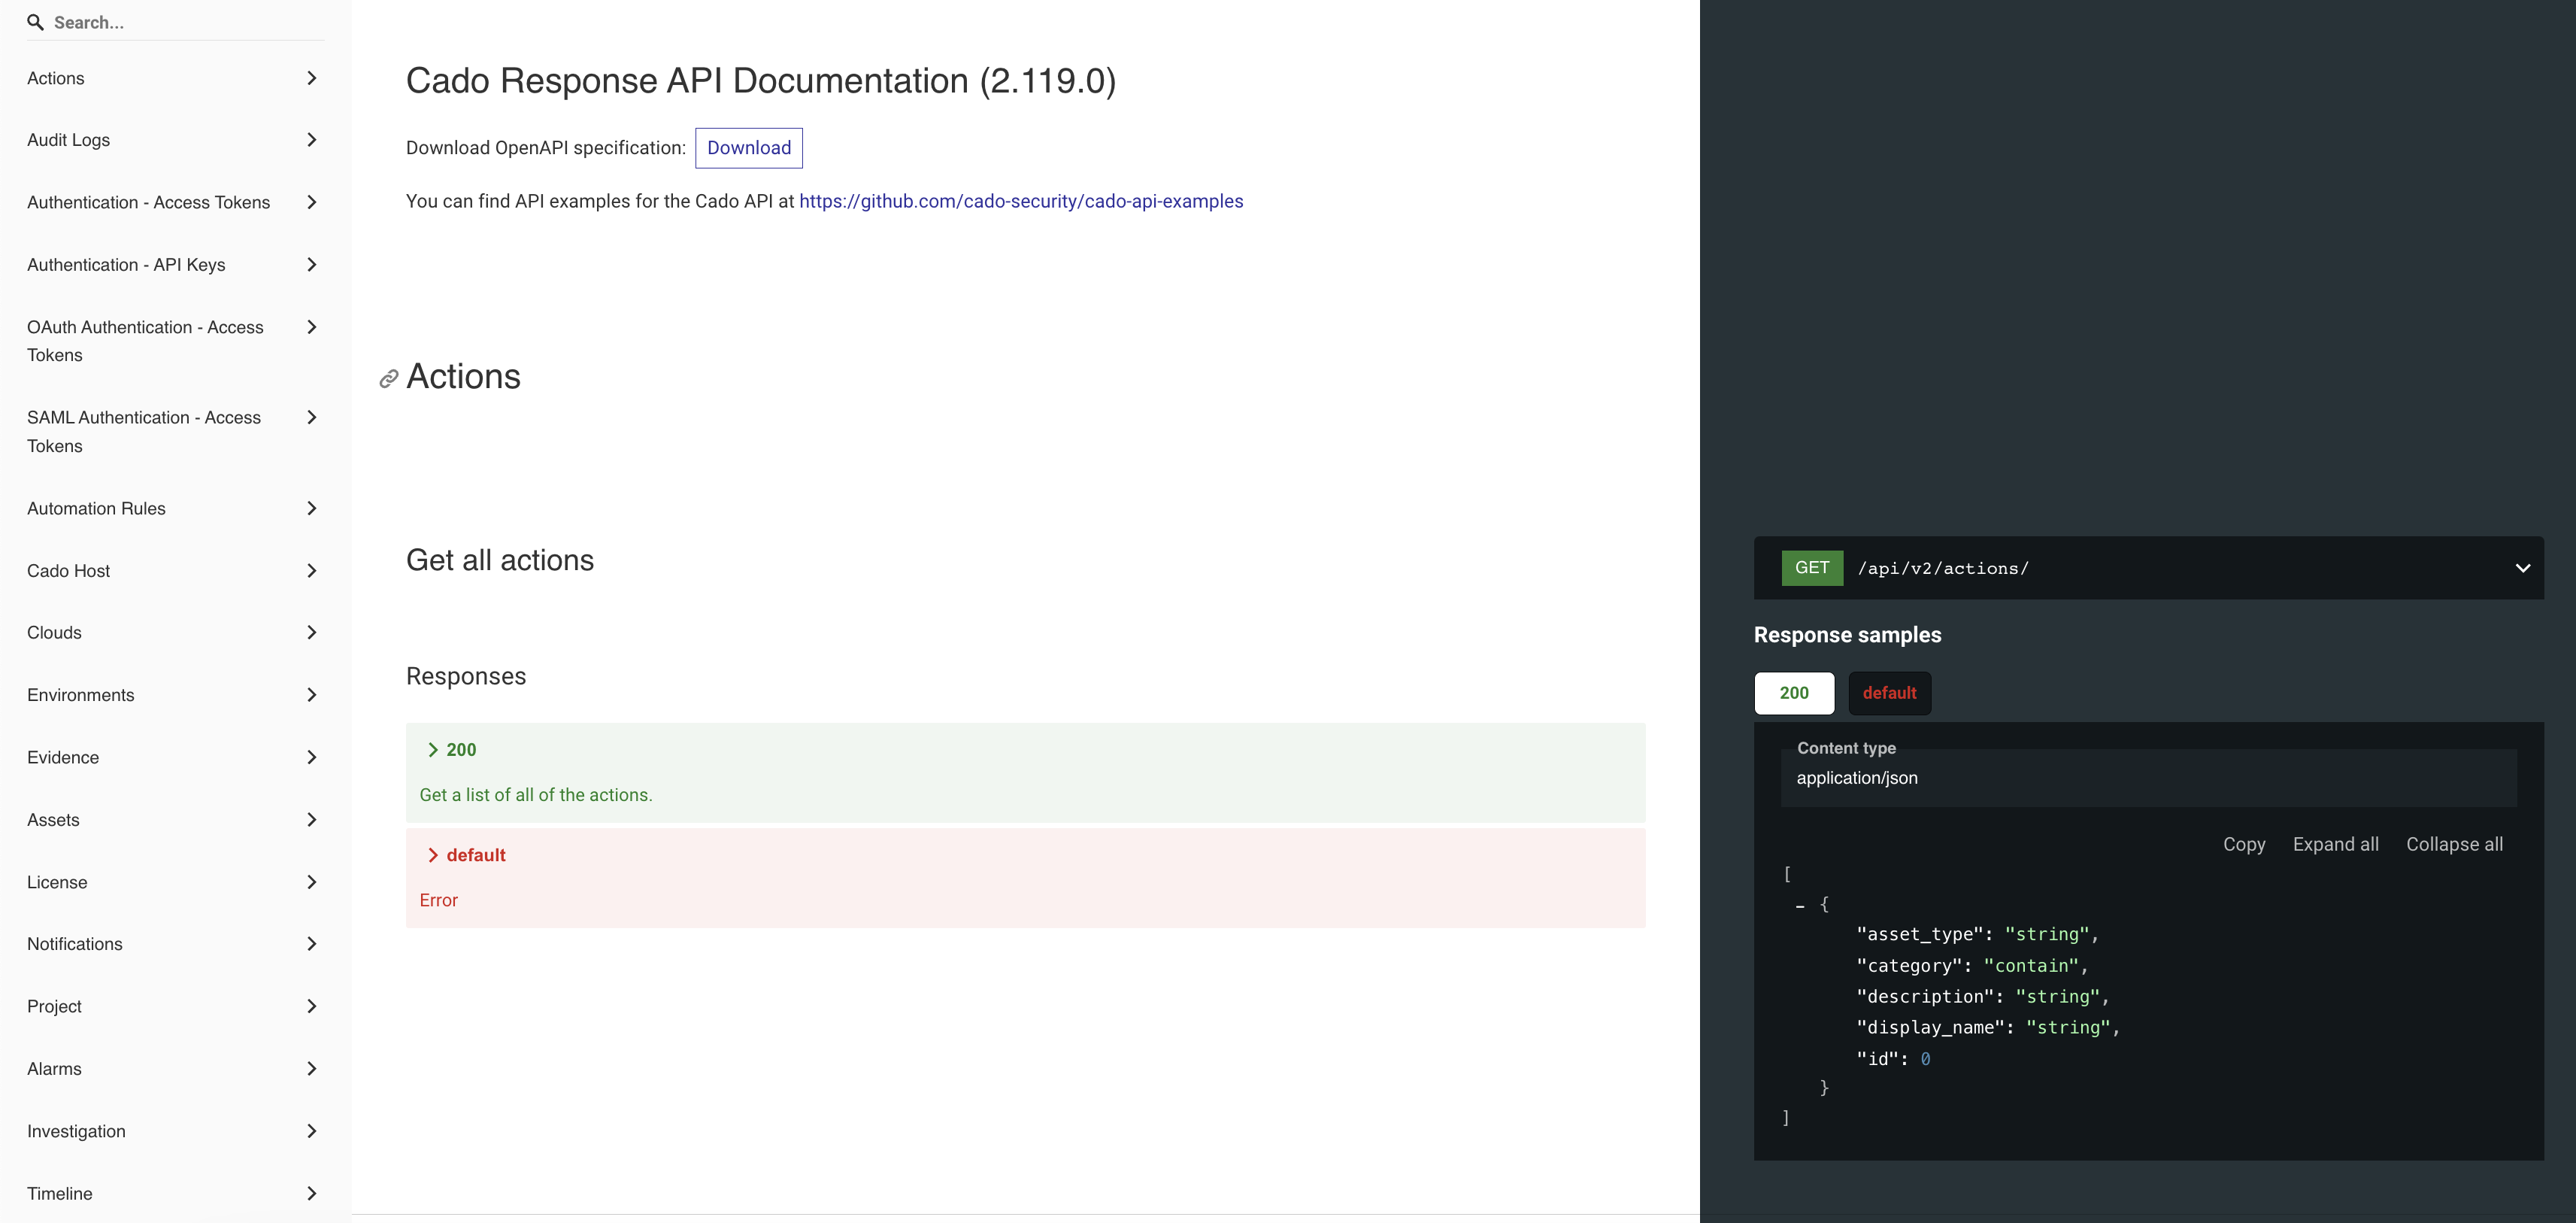 Search...
Actions
Audit Logs
Authentication - Access Tokens
Authentication - API Keys
OAuth Authentication - Access
Tokens
SAML Authentication - Access
Tokens
Automation Rules
Cado Host
Clouds
Environments
Evidence
Assets
License
Notifications
Project
Alarms
Investigation
Timeline
Cado Response API Documentation (2.119.0)
Download OpenAPI specification: Download
You can find API examples for the Cado API at https://github.com/cado-security/cado-api-examples
Actions
Get all actions
Responses
200
Get a list of all of the actions.
default
Error
GET /api/v2/actions/
Response samples
200 default
Content type
application/json
Copy Expand all Collapse all
[
- {
"asset_type": "string",
"category": "contain",
"description": "string",
"display_name": "string",
"id": 0
}
]